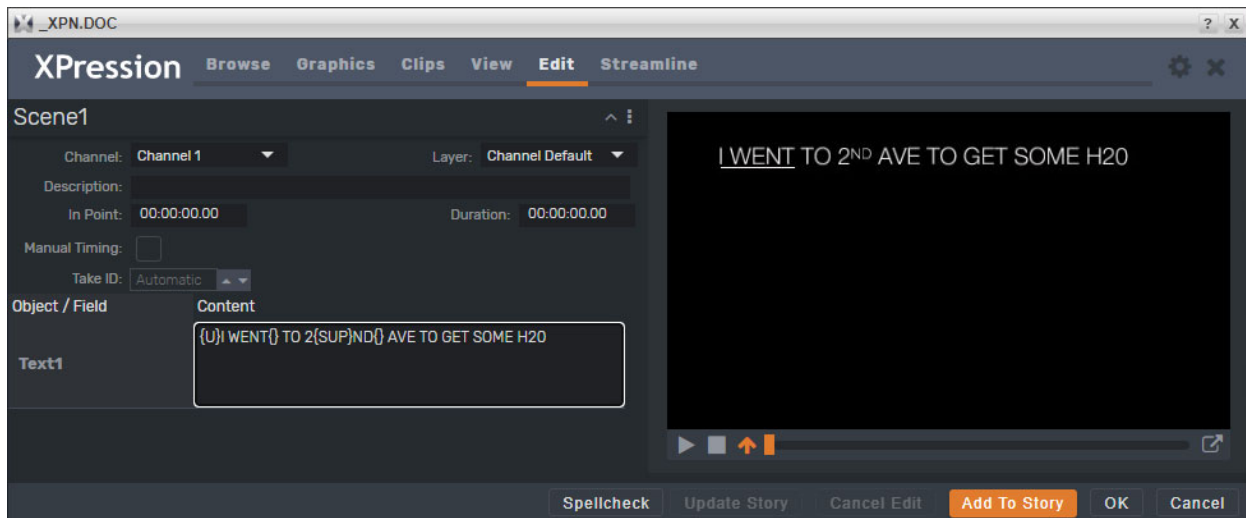 _XPN.DOC ? X
XPression Browse Graphics Clips View Edit Streamline
Scene1
Channel: Channel 1 Layer: Channel Default
Description:
In Point: 00:00:00.00 Duration: 00:00:00.00
Manual Timing:
Take ID: Automatic
Object / Field Content
Text1 {U}I WENT{} TO 2{SUP}ND{} AVE TO GET SOME H20
I WENT TO 2ND AVE TO GET SOME H20
Spellcheck Update Story Cancel Edit Add To Story OK Cancel